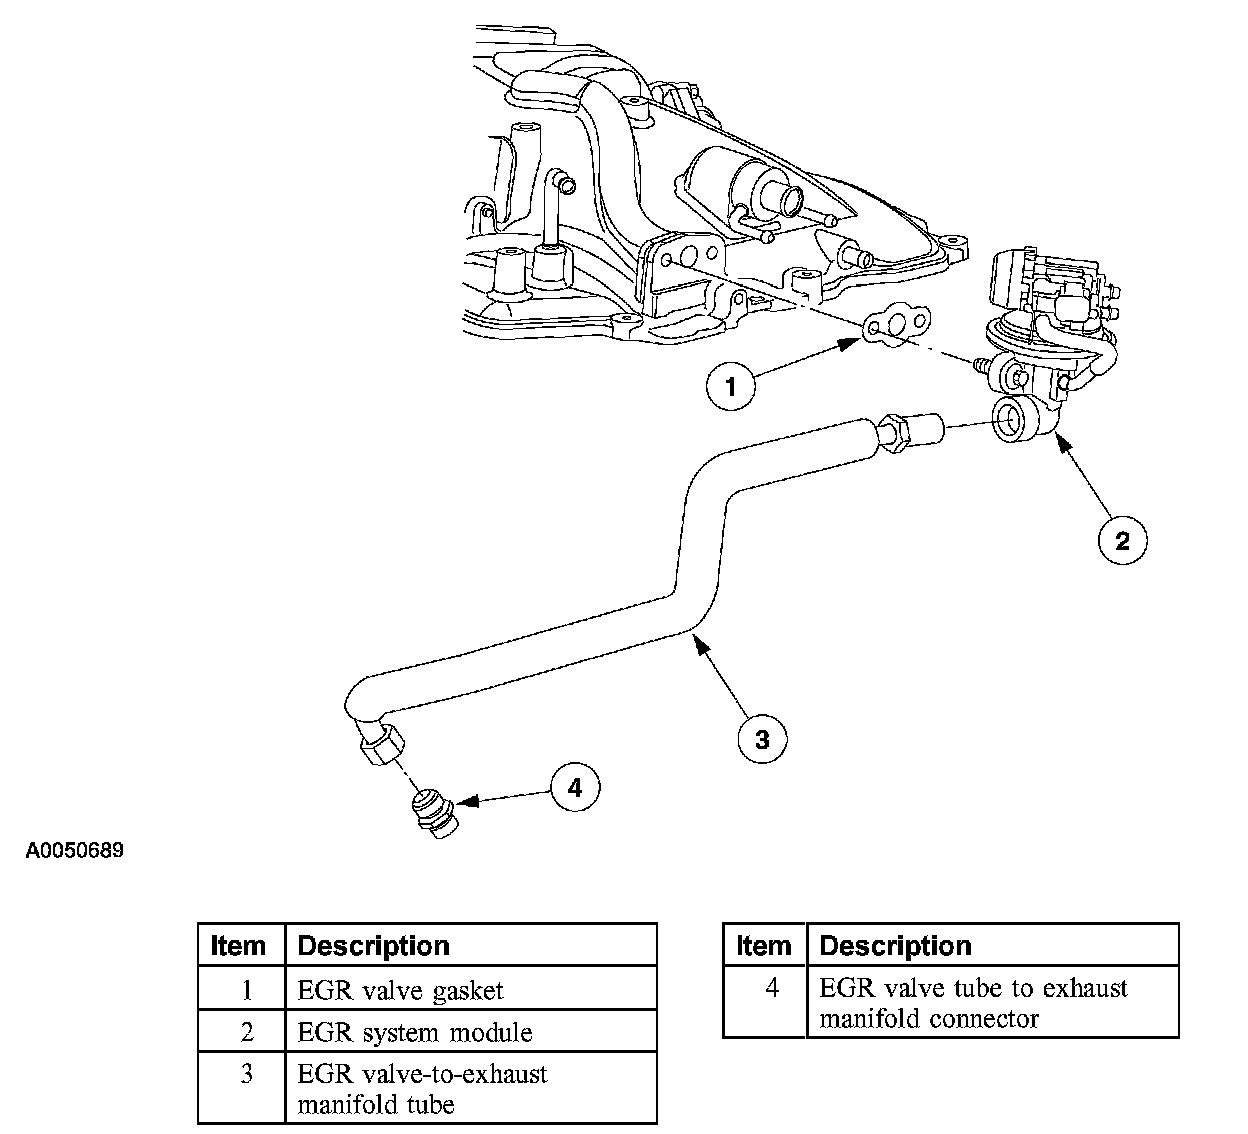 1
2
3
4
A0050689
Item Description
1 EGR valve gasket
2 EGR system module
3 EGR valve-to-exhaust
manifold tube
Item Description
4 EGR valve tube to exhaust
manifold connector